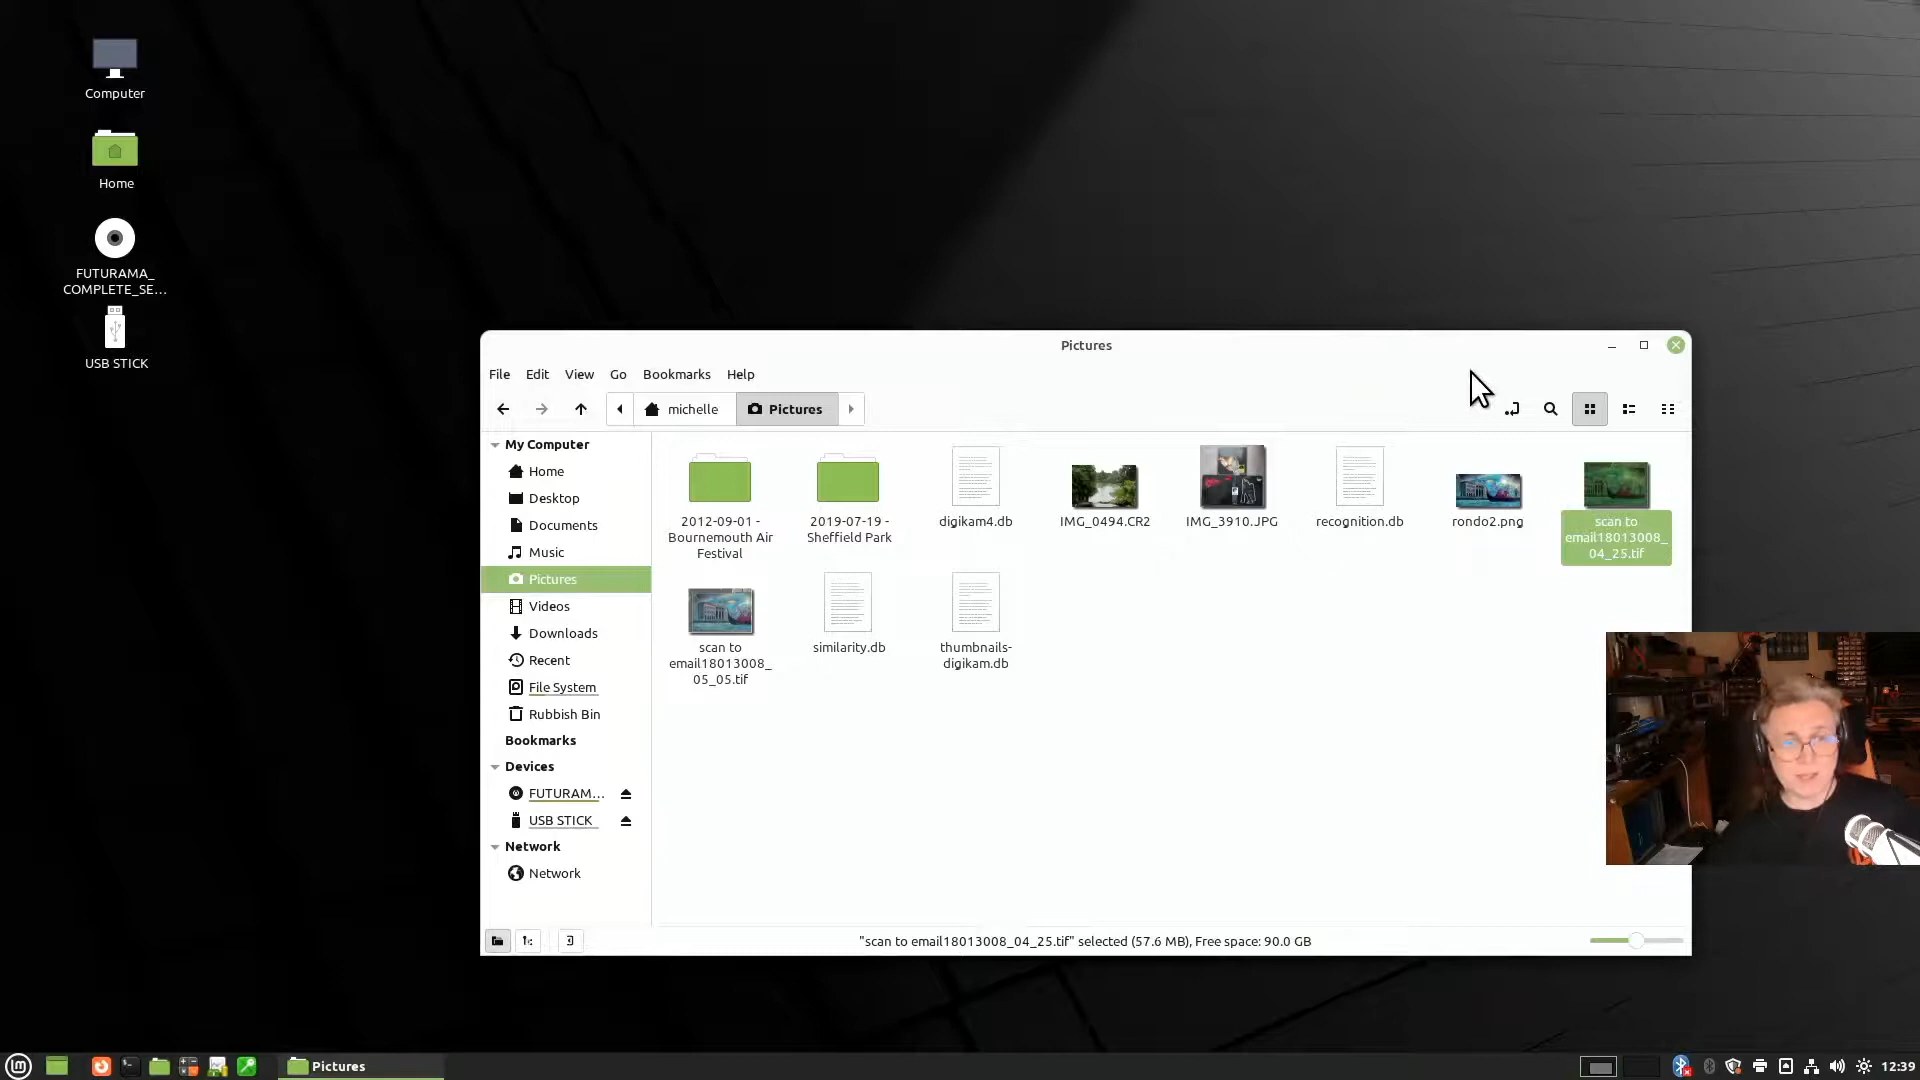 Computer
Home
FUTURAMA_
COMPLETE_SE...
USB STICK
Pictures
File Edit View Go Bookmarks Help
michelle Pictures
My Computer
Home
Desktop
Documents
Music
Pictures
Videos
Downloads
Recent
File System
Rubbish Bin
Bookmarks
Devices
FUTURAM...
USB STICK
Network
Network
2012-09-01 -
Bournemouth Air
Festival
2019-07-19 -
Sheffield Park
digikam4.db
IMG_0494.CR2
IMG_3910.JPG
recognition.db
rondo2.png
scan to
email18013008_
04_25.tif
scan to
email18013008_
05_05.tif
similarity.db
thumbnails-
digikam.db
"scan to email18013008_04_25.tif" selected (57.6 MB), Free space: 90.0 GB
Pictures
12:39